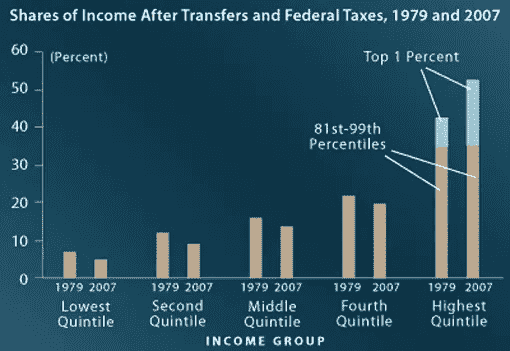 Shares of Income After Transfers and Federal Taxes, 1979 and 2007
60
(Percent)
50
40
30
20
10
0
Top 1 Percent
81st-99th
Percentiles
1979 2007 1979 2007 1979 2007 1979 2007 1979 2007
Lowest Second Middle Fourth Highest
Quintile Quintile Quintile Quintile Quintile
INCOME GROUP